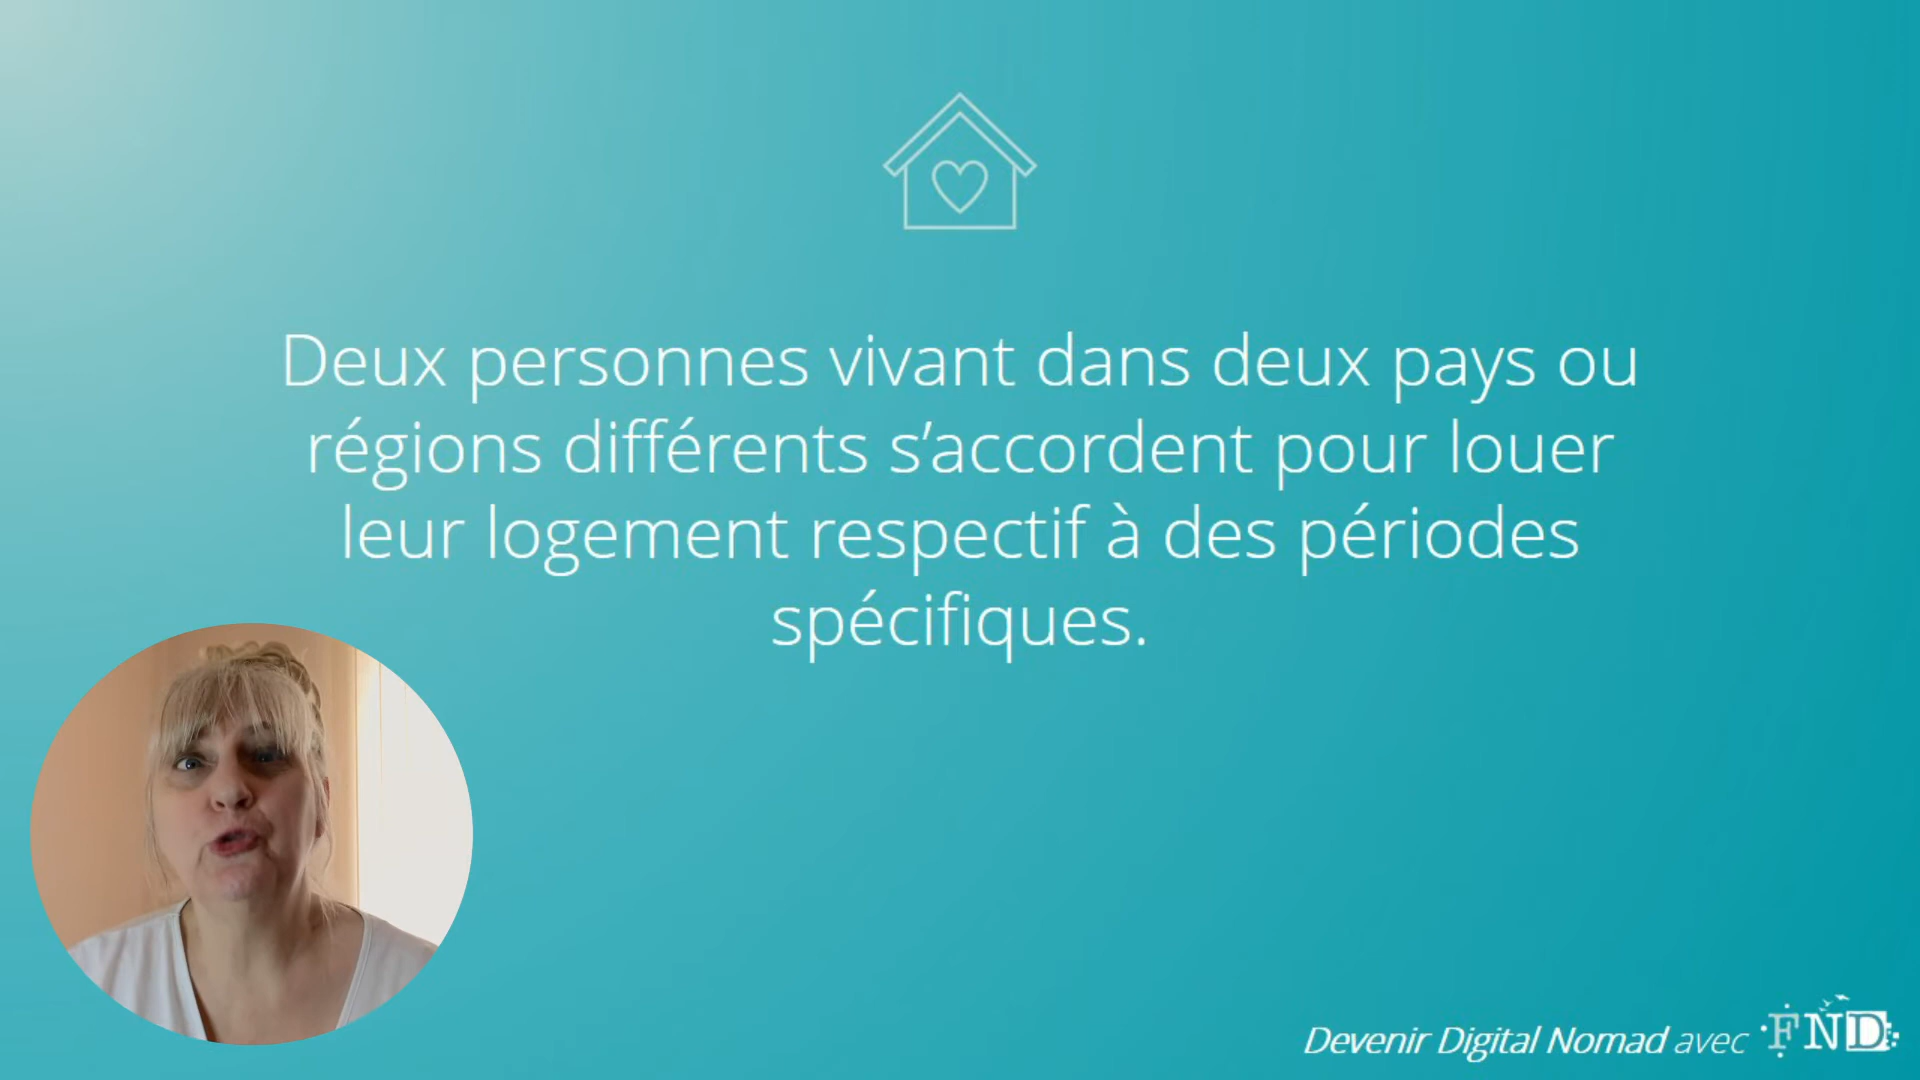 Deux personnes vivant dans deux pays ou
régions différents s’accordent pour louer
leur logement respectif à des périodes
spécifiques.
Devenir Digital Nomad avec FND